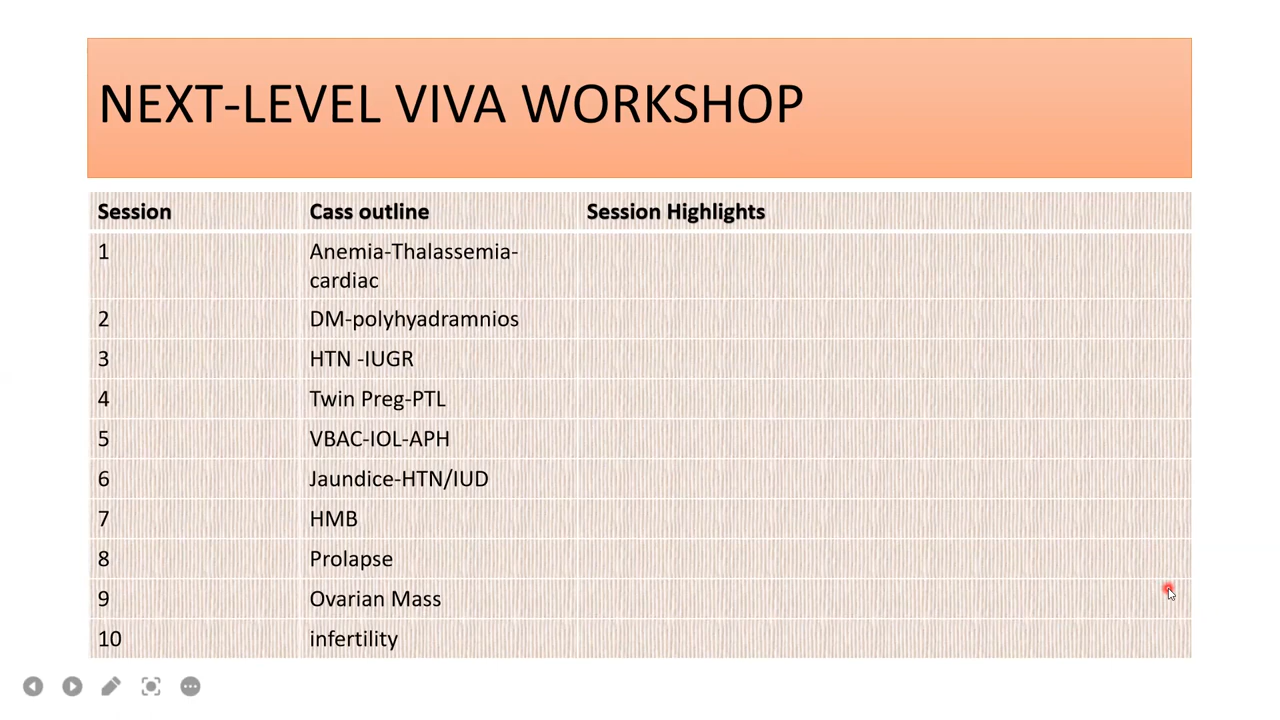 NEXT-LEVEL VIVA WORKSHOP
Session Cass outline Session Highlights
1 Anemia-Thalassemia-
cardiac
2 DM-polyhyadramnios
3 HTN -IUGR
4 Twin Preg-PTL
5 VBAC-IOL-APH
6 Jaundice-HTN/IUD
7 HMB
8 Prolapse
9 Ovarian Mass
10 infertility